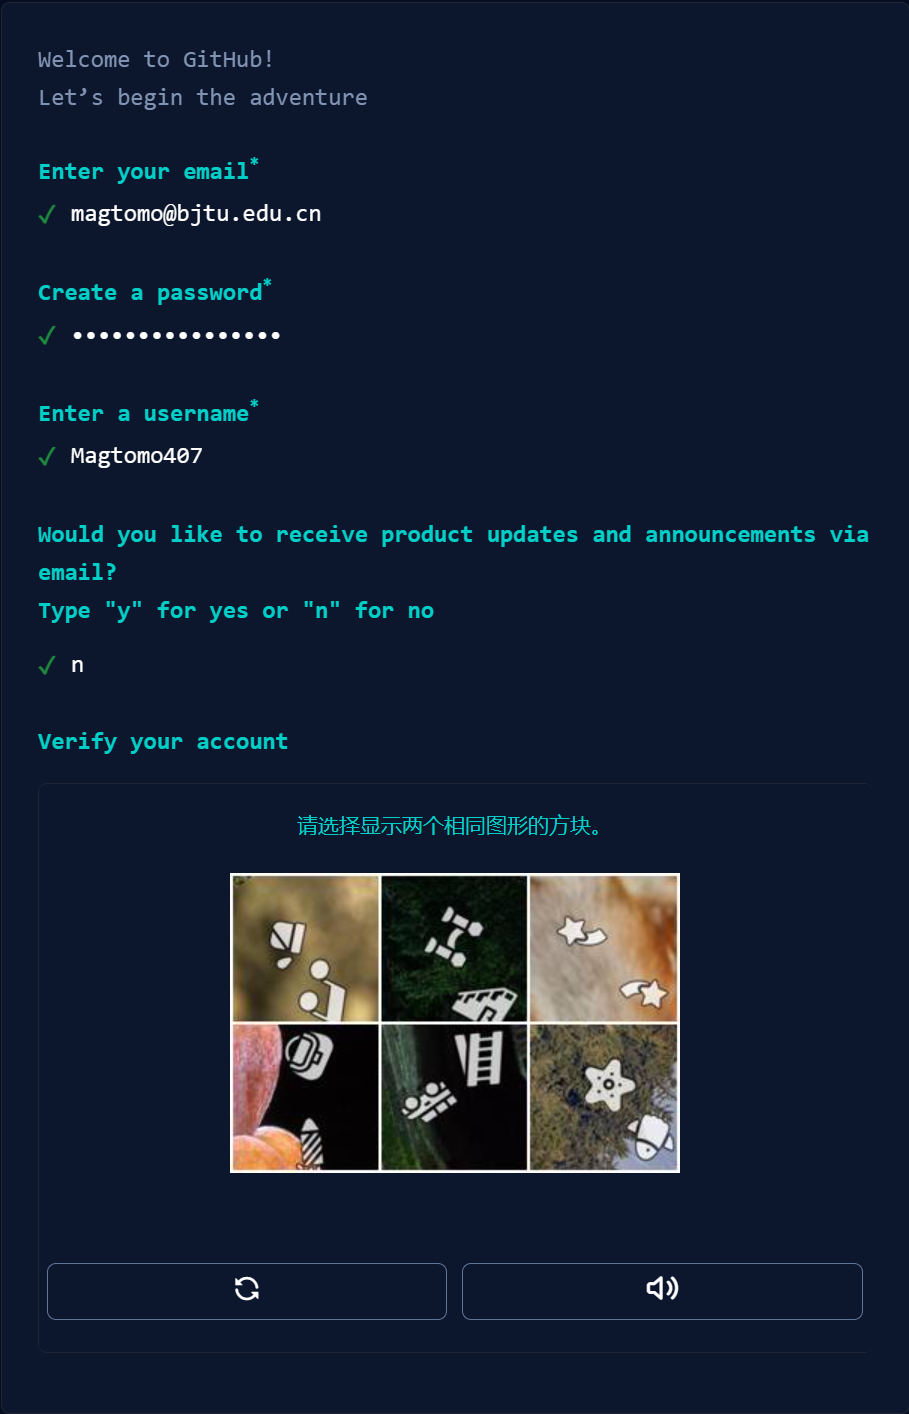 Welcome to GitHub!
Let’s begin the adventure
Enter your email*
✓ magtomo@bjtu.edu.cn
Create a password*
✓ ••••••••••••••••
Enter a username*
✓ Magtomo407
Would you like to receive product updates and announcements via
email?
Type "y" for yes or "n" for no
✓ n
Verify your account
请选择显示两个相同图形的方块。